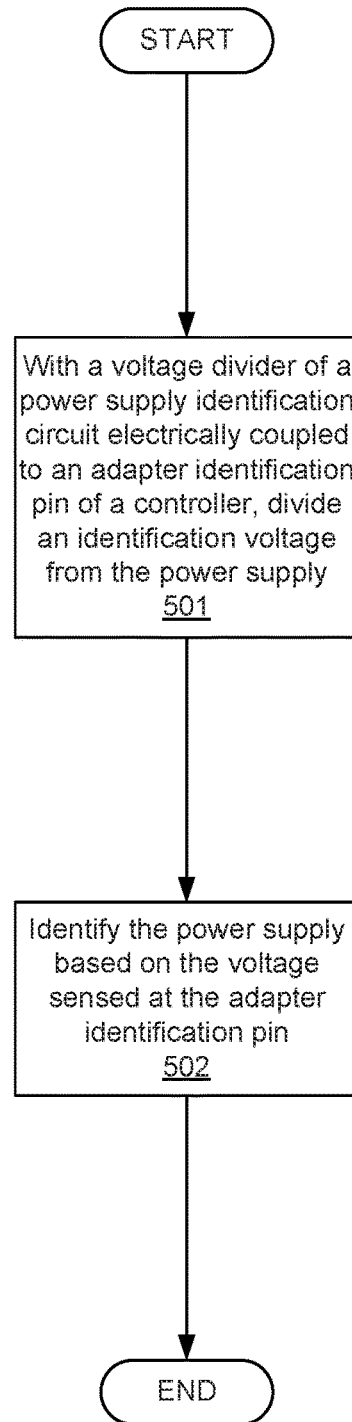 START
With a voltage divider of a
power supply identification
circuit electrically coupled
to an adapter identification
pin of a controller, divide
an identification voltage
from the power supply
501
Identify the power supply
based on the voltage
sensed at the adapter
identification pin
502
END